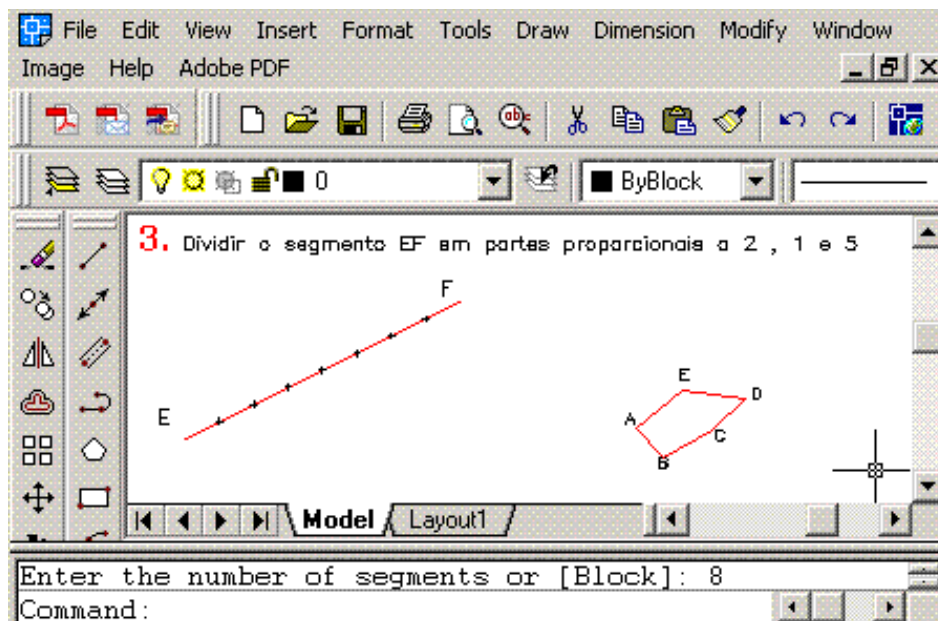 File Edit View Insert Format Tools Draw Dimension Modify Window
Image Help Adobe PDF
abc
0 ByBlock
3. Dividir o segmento EF em partes proporcionais a 2 , 1 e 5
F
E
E
D
A
C
B
Model Layout1
Enter the number of segments or [Block]: 8
Command: